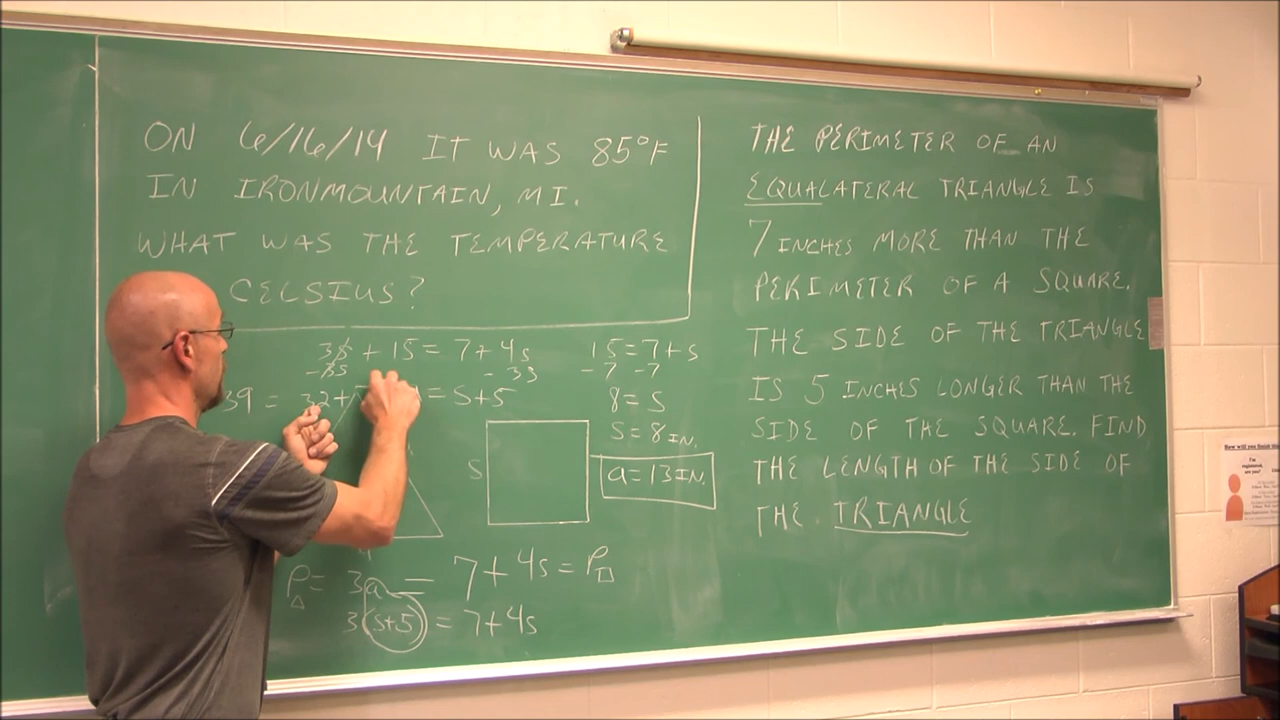 ON 6/16/14 IT WAS 85°F
IN IRONMOUNTAIN, MI.
WHAT WAS THE TEMPERATURE
CELSIUS?
3s + 15 = 7 + 4s
-3s -3s
39 = 32 +
= s + 5
15 = 7 + s
-7 -7
8 = s
s = 8 IN.
a = 13 IN.
s
P△ = 3a = 7 + 4s = P□
3(s+5) = 7 + 4s
THE PERIMETER OF AN
EQUALATERAL TRIANGLE IS
7 INCHES MORE THAN THE
PERIMETER OF A SQUARE.
THE SIDE OF THE TRIANGLE
IS 5 INCHES LONGER THAN THE
SIDE OF THE SQUARE. FIND
THE LENGTH OF THE SIDE OF
THE TRIANGLE